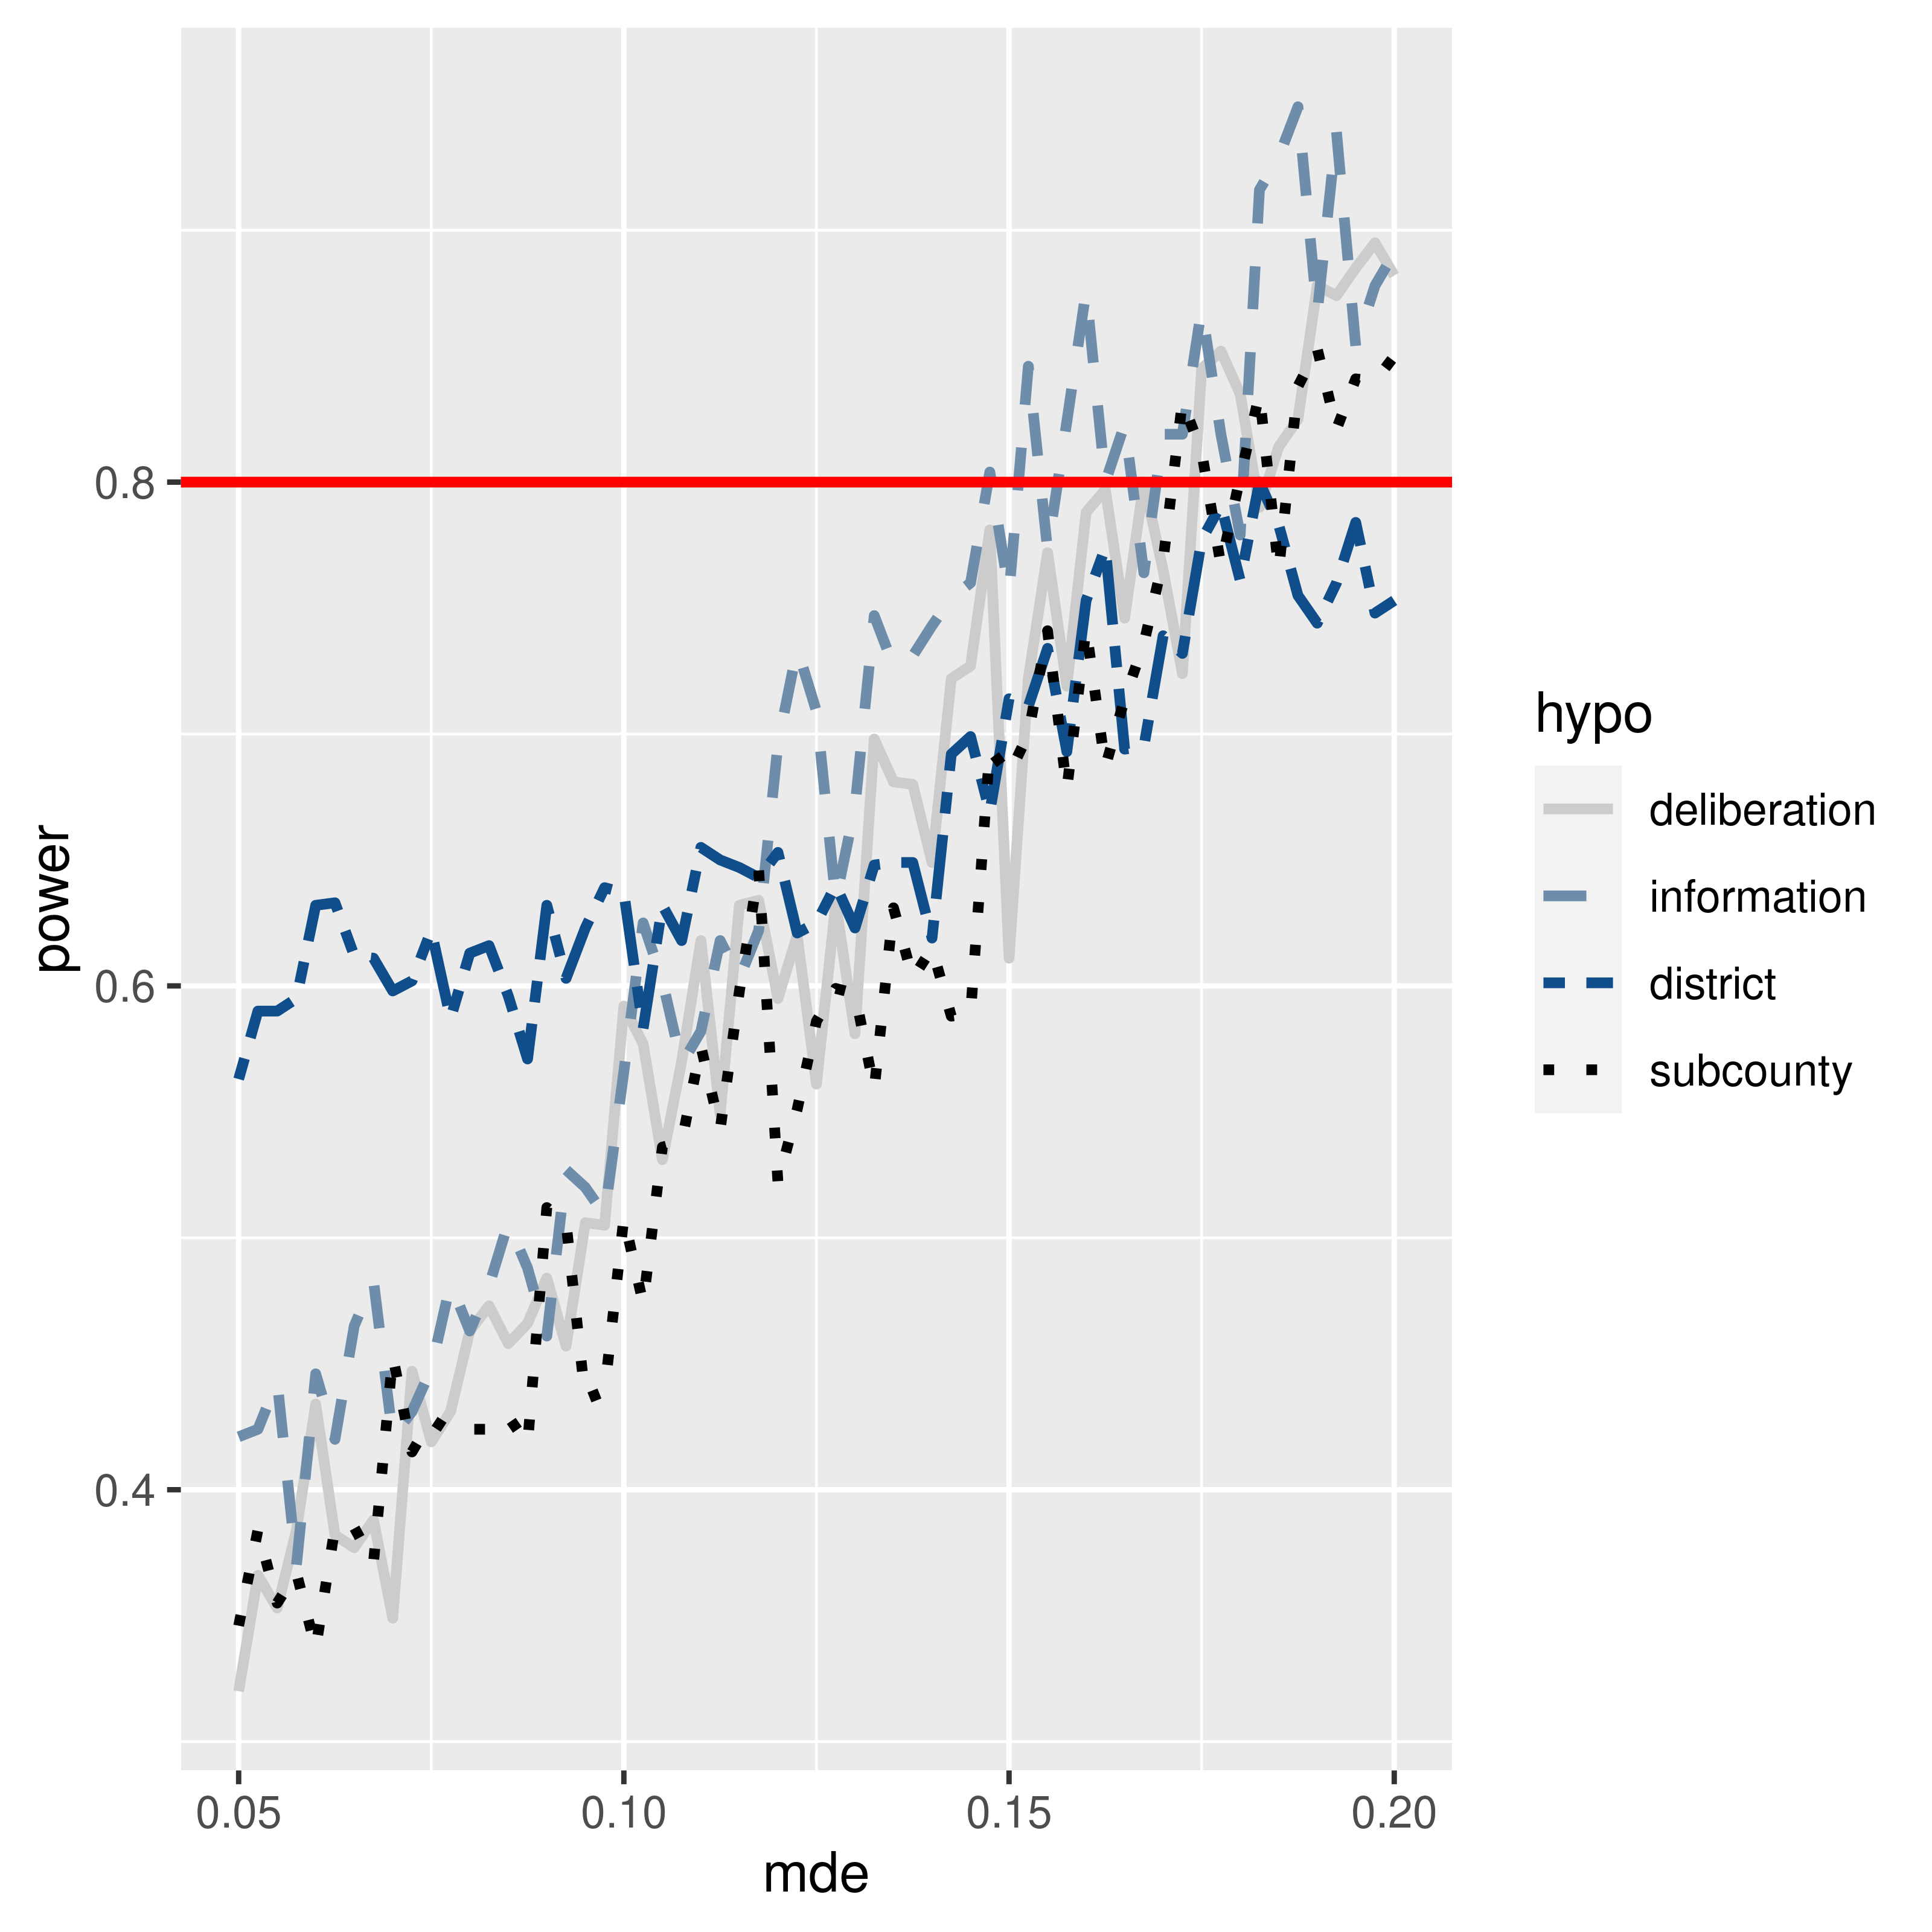 power
0.8
0.6
0.4
0.05
0.10
0.15
0.20
mde
hypo
deliberation
information
district
subcounty